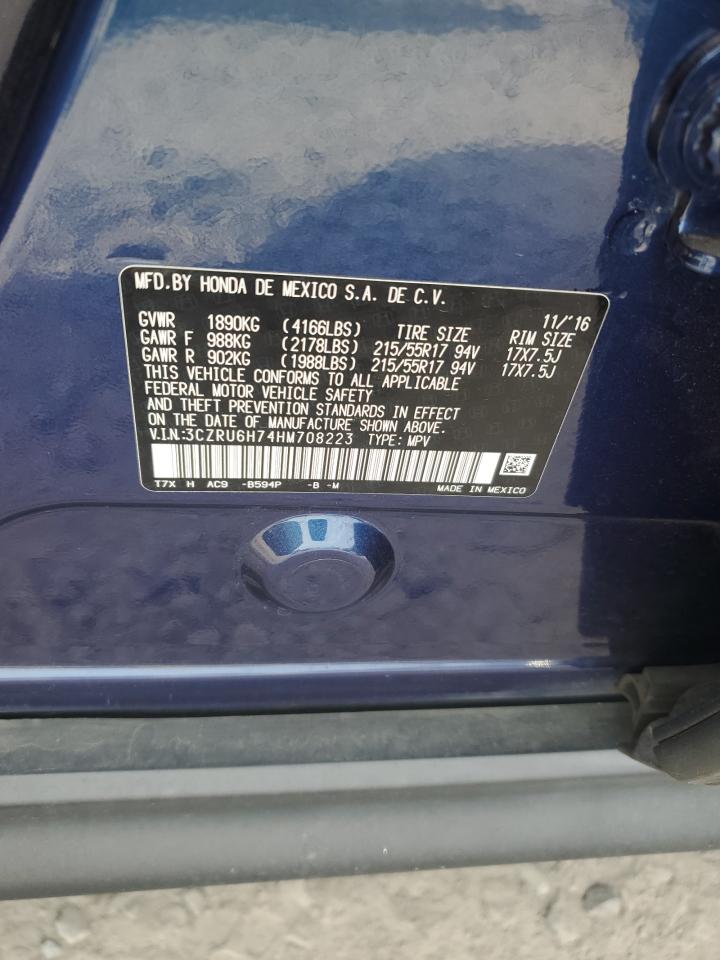 MFD.BY HONDA DE MEXICO S.A. DE C.V.
11/'16
GVWR 1890KG (4166LBS) TIRE SIZE RIM SIZE
GAWR F 988KG (2178LBS) 215/55R17 94V 17X7.5J
GAWR R 902KG (1988LBS) 215/55R17 94V 17X7.5J
THIS VEHICLE CONFORMS TO ALL APPLICABLE
FEDERAL MOTOR VEHICLE SAFETY
AND THEFT PREVENTION STANDARDS IN EFFECT
ON THE DATE OF MANUFACTURE SHOWN ABOVE.
V.I.N:3CZRU6H74HM708223 TYPE: MPV
T7X H AC9 -B594P -B -M MADE IN MEXICO